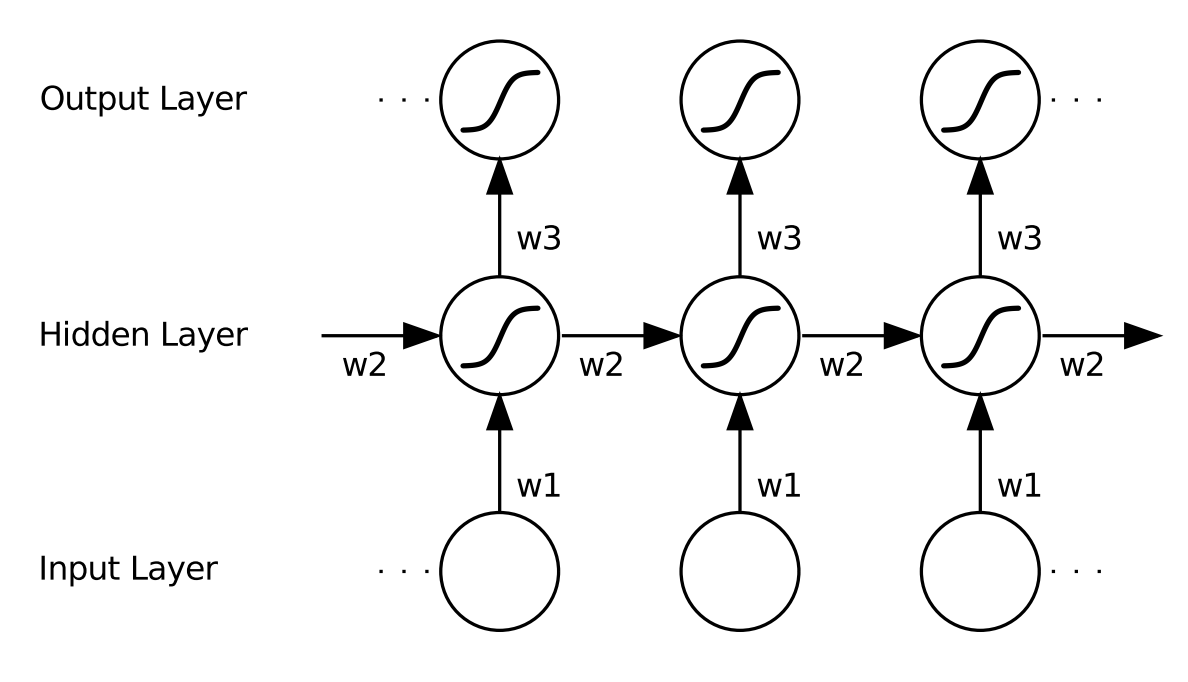 Output Layer
. . .
. . .
w3
w3
w3
Hidden Layer
w2
w2
w2
w2
w1
w1
w1
Input Layer
. . .
. . .